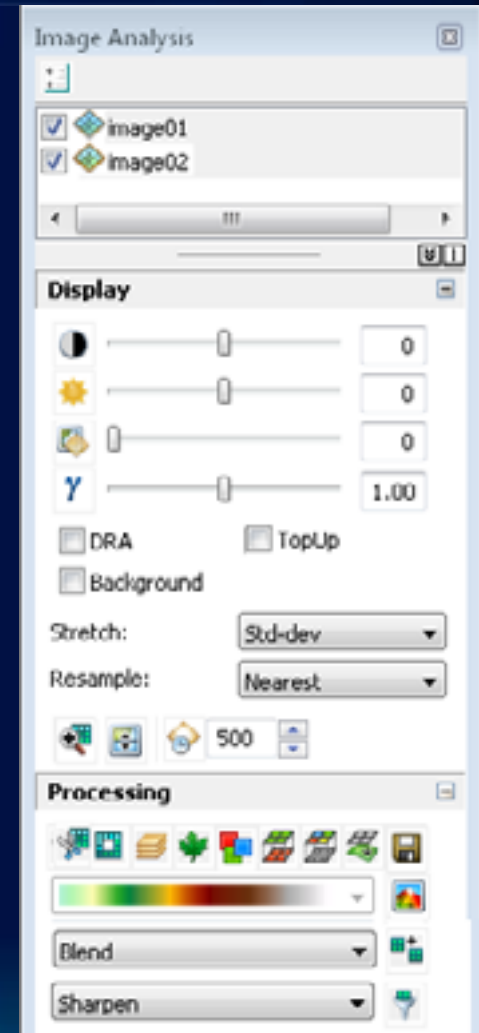 Image Analysis
image01
image02
Display
0
0
0
γ 1.00
DRA TopUp
Background
Stretch: Std-dev
Resample: Nearest
500
Processing
Blend
Sharpen